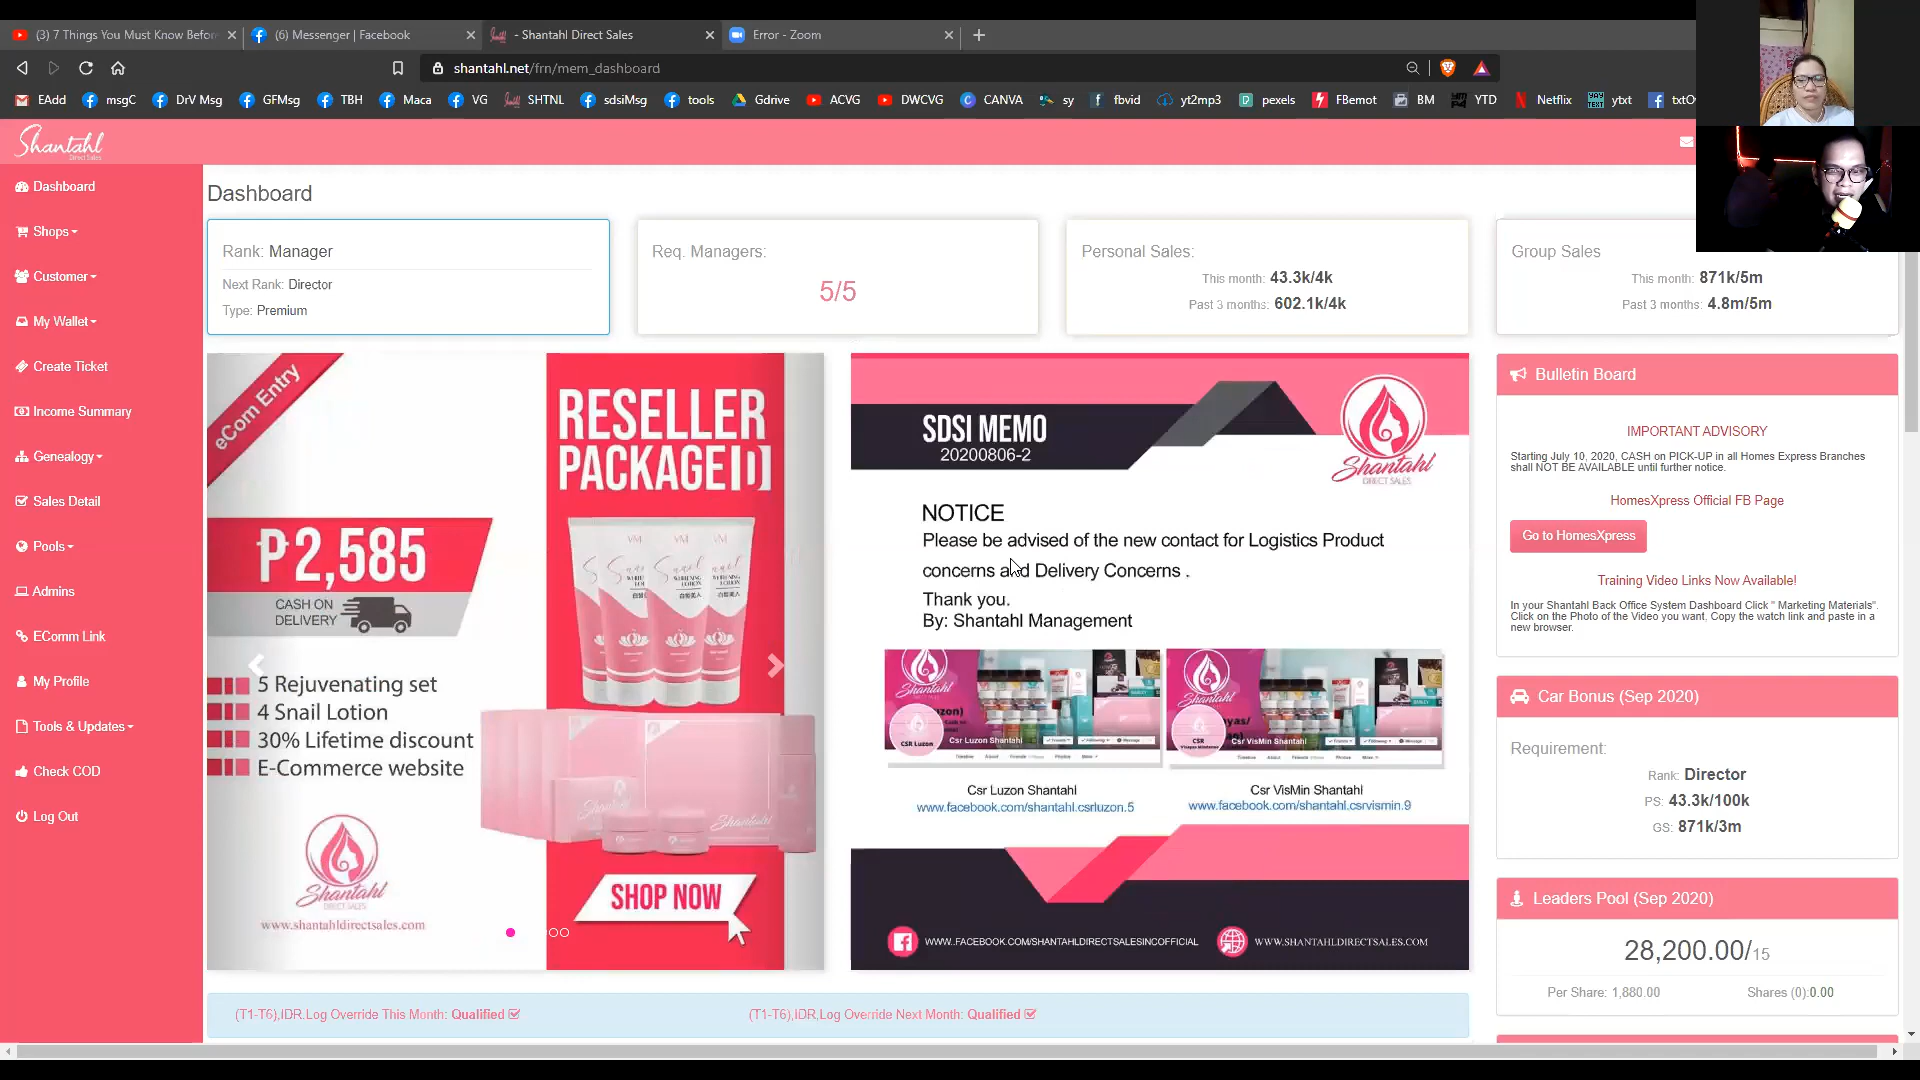 (3) 7 Things You Must Know Befor
(6) Messenger | Facebook
- Shantahl Direct Sales
Error - Zoom
shantahl.net/frn/mem_dashboard
EAdd
msgC
DrV Msg
GFMsg
TBH
Maca
VG
SHTNL
sdsiMsg
tools
Gdrive
ACVG
DWCVG
CANVA
sy
fbvid
yt2mp3
pexels
FBemot
BM
YTD
Netflix
ytxt
Shantahl
Direct Sales
Dashboard
Shops
Customer
My Wallet
Create Ticket
Income Summary
Genealogy
Sales Detail
Pools
Admins
EComm Link
My Profile
Tools & Updates
Check COD
Log Out
Dashboard
Rank: Manager
Next Rank: Director
Type: Premium
Req. Managers:
5/5
Personal Sales:
This month: 43.3k/4k
Past 3 months: 602.1k/4k
Group Sales
This month: 871k/5m
Past 3 months: 4.8m/5m
eCom Entry
RESELLER
PACKAGE
₱2,585
CASH ON
DELIVERY
5 Rejuvenating set
4 Snail Lotion
30% Lifetime discount
E-Commerce website
Shantahl
DIRECT SALES
www.shantahldirectsales.com
SHOP NOW
SDSI MEMO
20200806-2
Shantahl
DIRECT SALES
NOTICE
Please be advised of the new contact for Logistics Product
concerns and Delivery Concerns .
Thank you.
By: Shantahl Management
Csr Luzon Shantahl
Csr VisMin Shantahl
Csr Luzon Shantahl
www.facebook.com/shantahl.csrluzon.5
Csr VisMin Shantahl
www.facebook.com/shantahl.csrvismin.9
WWW.FACEBOOK.COM/SHANTAHLDIRECTSALESINCOFFICIAL
WWW.SHANTAHLDIRECTSALES.COM
Bulletin Board
IMPORTANT ADVISORY
Starting July 10, 2020, CASH on PICK-UP in all Homes Express Branches
shall NOT BE AVAILABLE until further notice.
HomesXpress Official FB Page
Go to HomesXpress
Training Video Links Now Available!
In your Shantahl Back Office System Dashboard Click " Marketing Materials".
Click on the Photo of the Video you want, Copy the watch link and paste in a
new browser.
Car Bonus (Sep 2020)
Requirement:
Rank: Director
PS: 43.3k/100k
GS: 871k/3m
Leaders Pool (Sep 2020)
28,200.00/15
Per Share: 1,880.00
Shares (0):0.00
(T1-T6),IDR,Log Override This Month: Qualified
(T1-T6),IDR,Log Override Next Month: Qualified